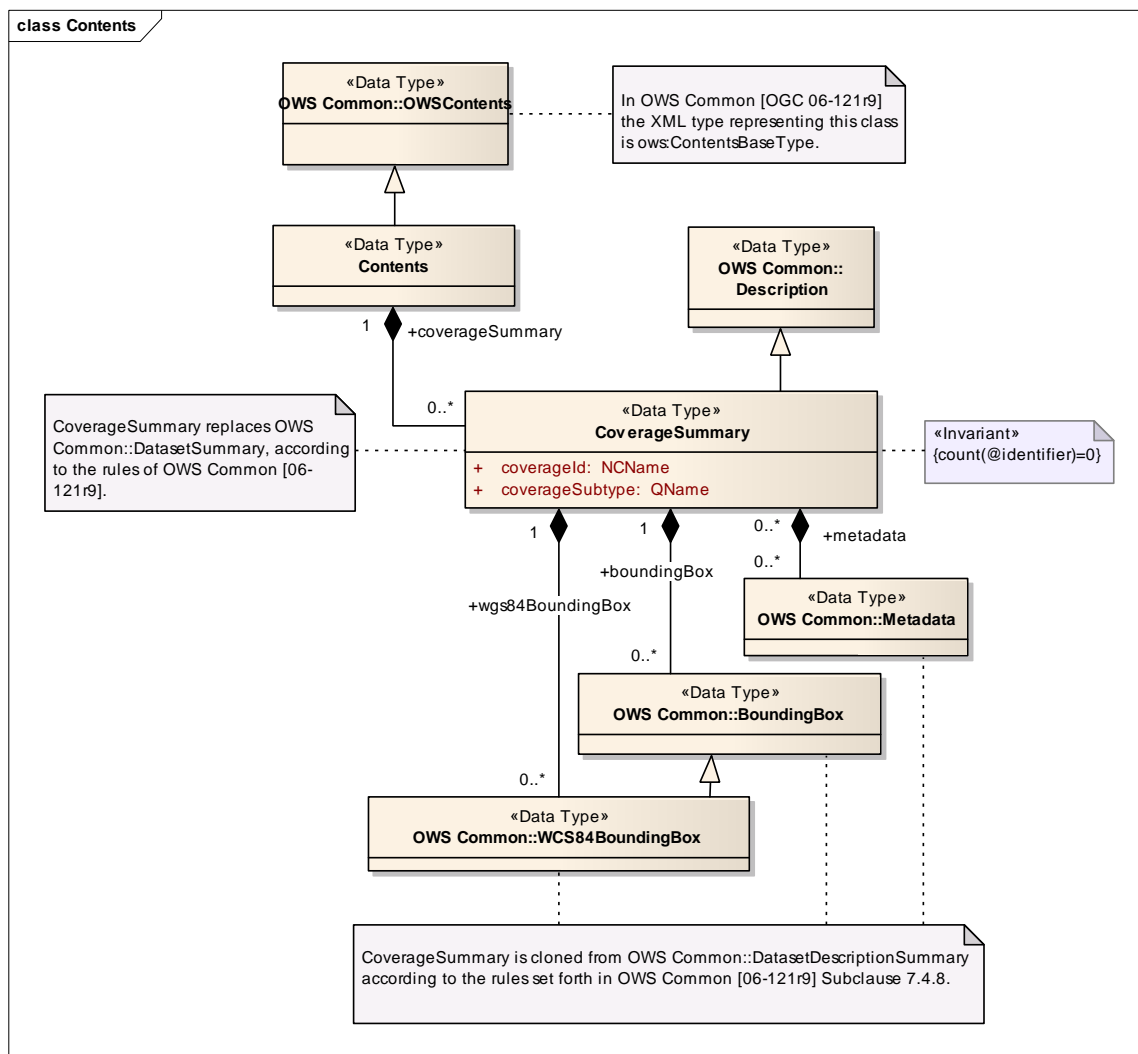 class Contents
«Data Type»
OWS Common::OWSContents
In OWS Common [OGC 06-121r9]
the XML type representing this class
is ows:ContentsBaseType.
«Data Type»
Contents
«Data Type»
OWS Common::
Description
1
+coverageSummary
0..*
CoverageSummary replaces OWS
Common::DatasetSummary, according
to the rules of OWS Common [06-
121r9].
«Data Type»
CoverageSummary
+ coverageId: NCName
+ coverageSubtype: QName
«Invariant»
{count(@identifier)=0}
1
1
0..*
+metadata
+boundingBox
0..*
+wgs84BoundingBox
«Data Type»
OWS Common::Metadata
0..*
«Data Type»
OWS Common::BoundingBox
0..*
«Data Type»
OWS Common::WCS84BoundingBox
CoverageSummary is cloned from OWS Common::DatasetDescriptionSummary
according to the rules set forth in OWS Common [06-121r9] Subclause 7.4.8.